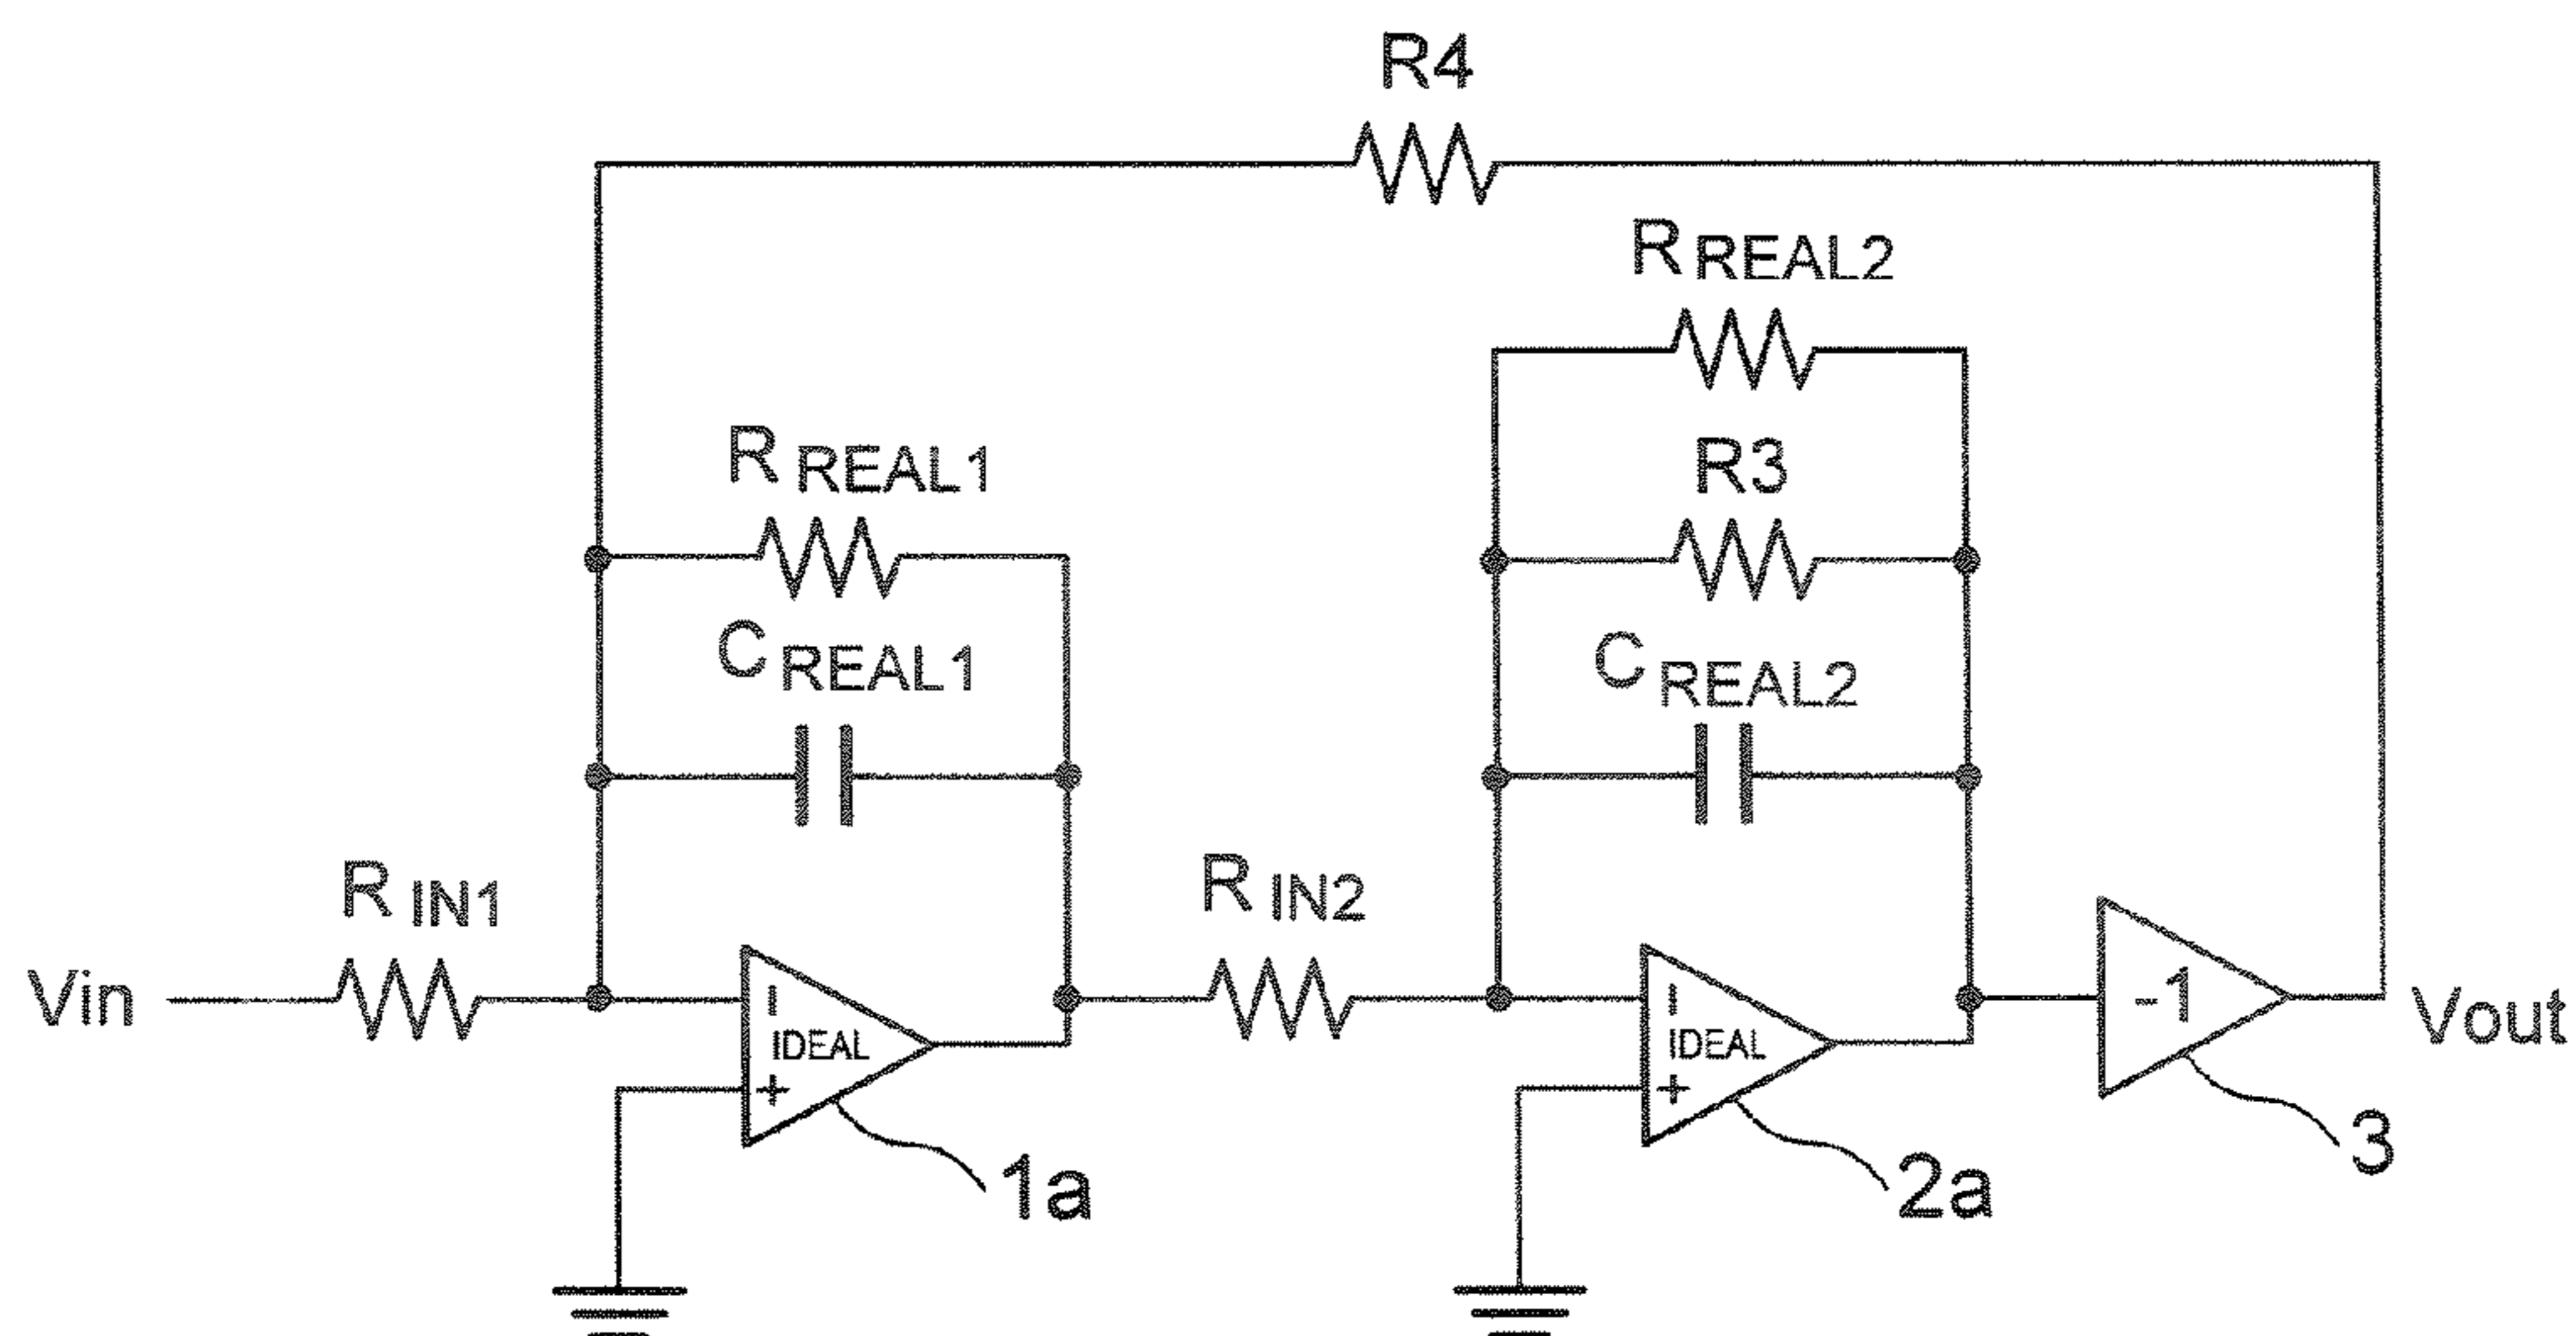 R4
R REAL2
R REAL1
R3
C REAL1
C REAL2
R IN1
R IN2
Vin
-
IDEAL
+
-
IDEAL
+
-1
Vout
1a
2a
3